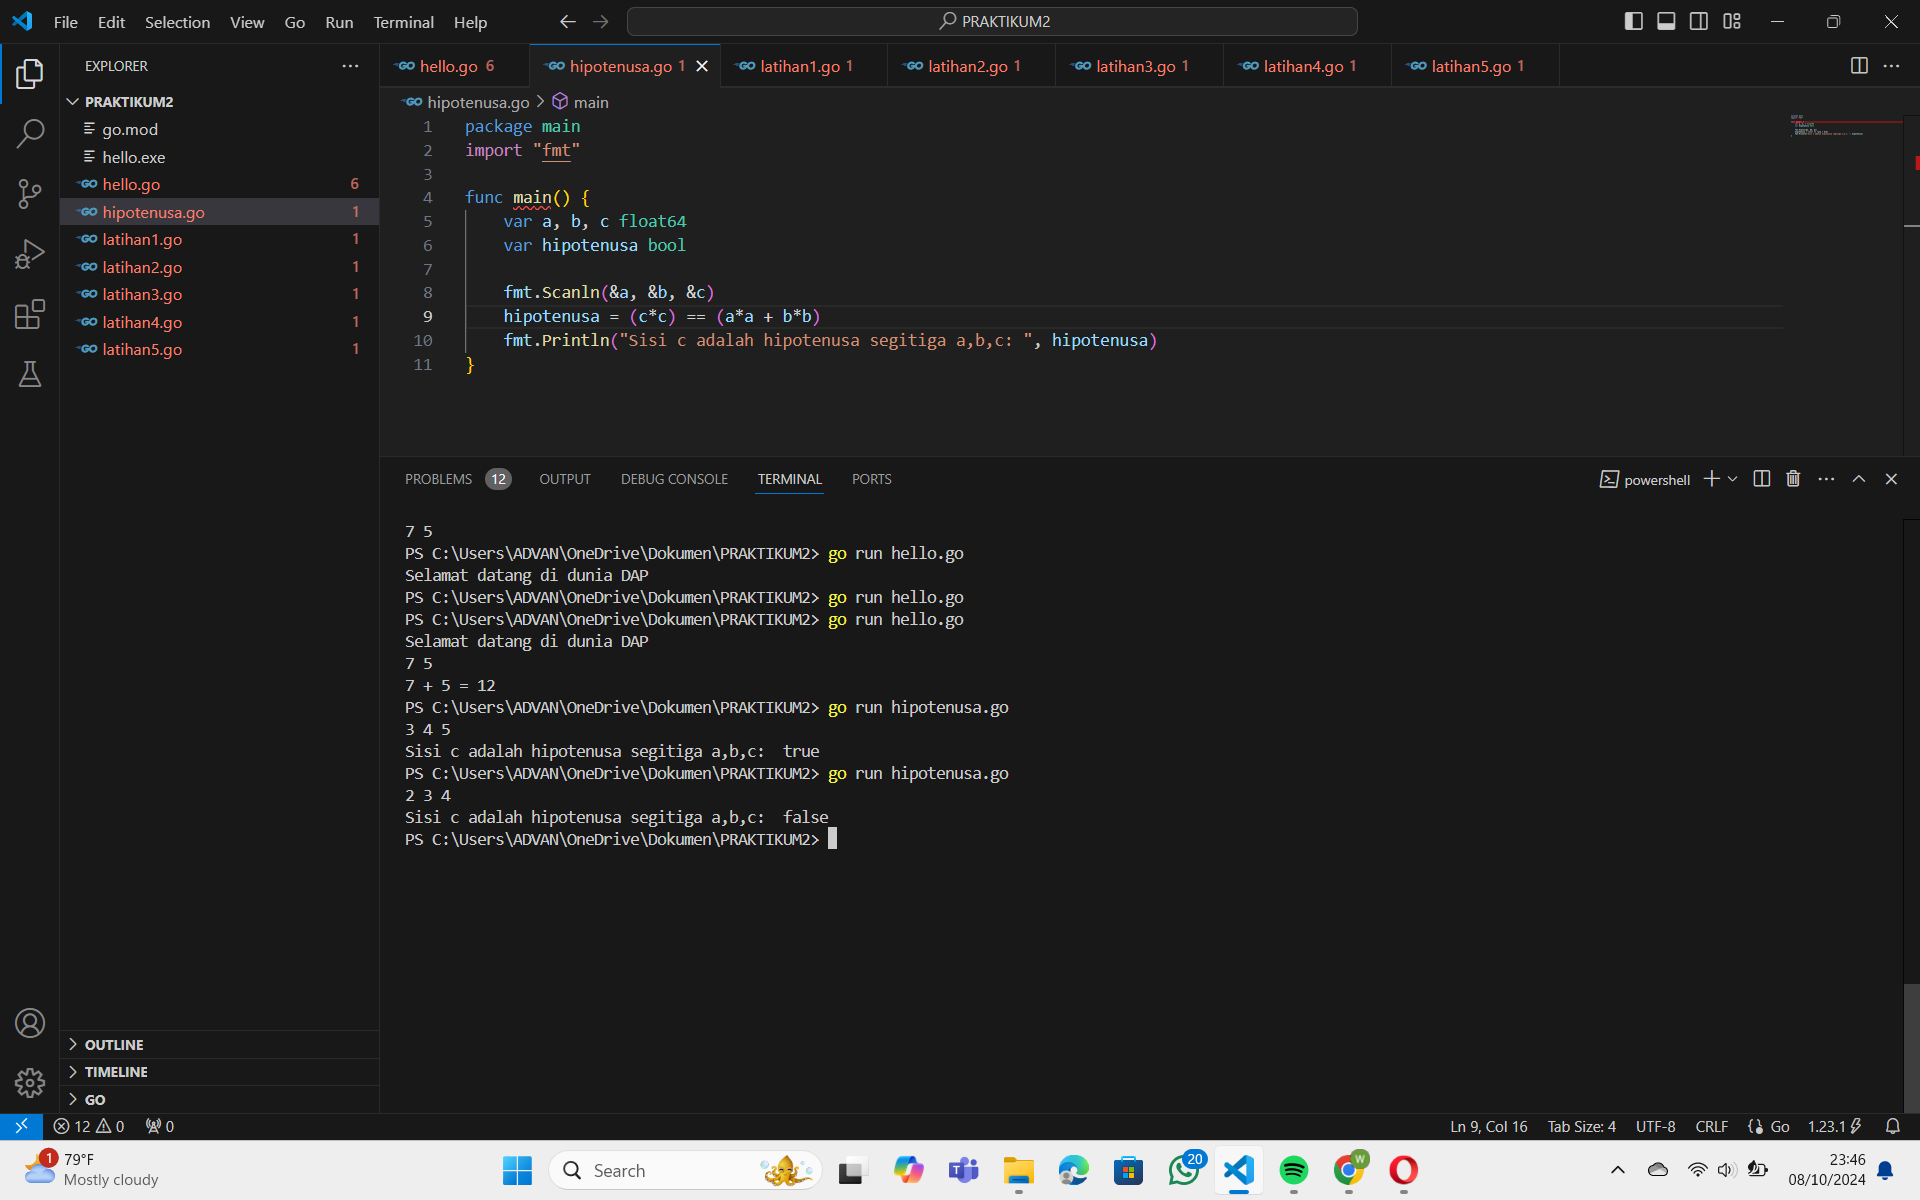 File Edit Selection View Go Run Terminal Help
PRAKTIKUM2
EXPLORER
PRAKTIKUM2
go.mod
hello.exe
hello.go 6
hipotenusa.go 1
latihan1.go 1
latihan2.go 1
latihan3.go 1
latihan4.go 1
latihan5.go 1
OUTLINE
TIMELINE
GO
hello.go 6 hipotenusa.go 1 latihan1.go 1 latihan2.go 1 latihan3.go 1 latihan4.go 1 latihan5.go 1
hipotenusa.go > main
1 package main
2 import "fmt"
3
4 func main() {
5 var a, b, c float64
6 var hipotenusa bool
7
8 fmt.Scanln(&a, &b, &c)
9 hipotenusa = (c*c) == (a*a + b*b)
10 fmt.Println("Sisi c adalah hipotenusa segitiga a,b,c: ", hipotenusa)
11 }
PROBLEMS 12 OUTPUT DEBUG CONSOLE TERMINAL PORTS
powershell
7 5
PS C:\Users\ADVAN\OneDrive\Dokumen\PRAKTIKUM2> go run hello.go
Selamat datang di dunia DAP
PS C:\Users\ADVAN\OneDrive\Dokumen\PRAKTIKUM2> go run hello.go
PS C:\Users\ADVAN\OneDrive\Dokumen\PRAKTIKUM2> go run hello.go
Selamat datang di dunia DAP
7 5
7 + 5 = 12
PS C:\Users\ADVAN\OneDrive\Dokumen\PRAKTIKUM2> go run hipotenusa.go
3 4 5
Sisi c adalah hipotenusa segitiga a,b,c:  true
PS C:\Users\ADVAN\OneDrive\Dokumen\PRAKTIKUM2> go run hipotenusa.go
2 3 4
Sisi c adalah hipotenusa segitiga a,b,c:  false
PS C:\Users\ADVAN\OneDrive\Dokumen\PRAKTIKUM2>
12 0 0
Ln 9, Col 16 Tab Size: 4 UTF-8 CRLF Go 1.23.1
1 79°F
Mostly cloudy
Search
20
W
23:46
08/10/2024